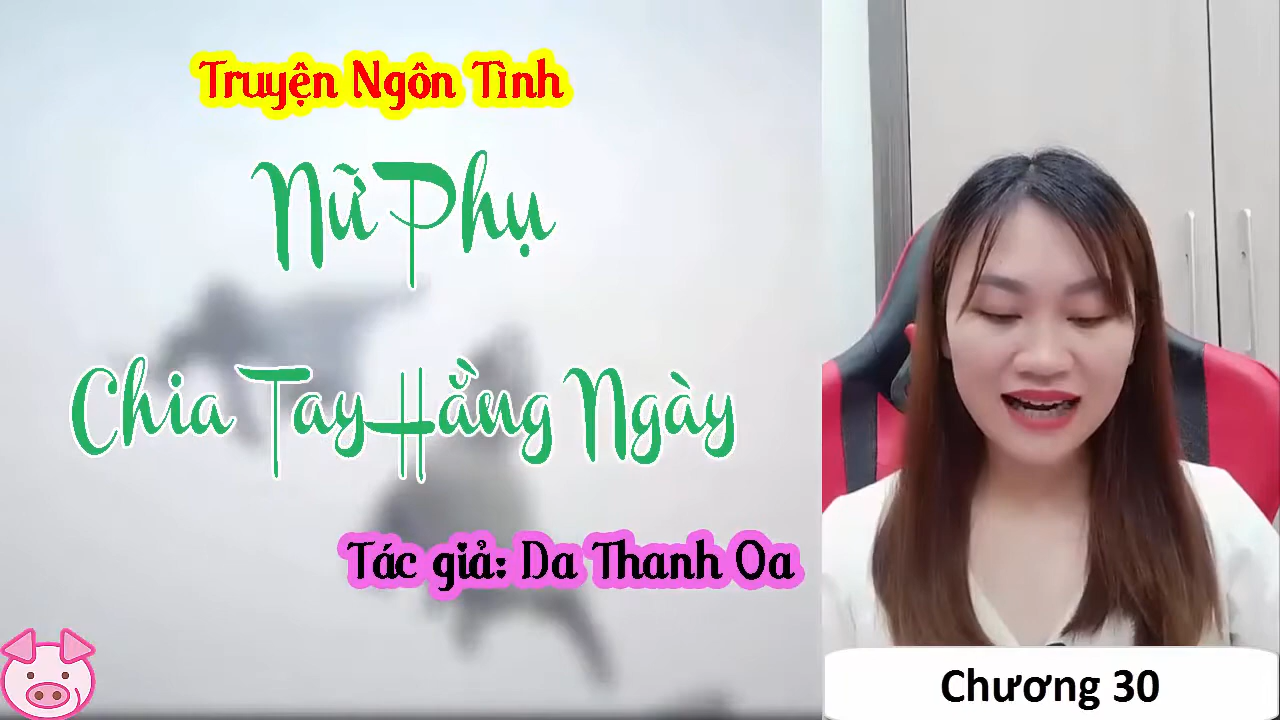 Truyện Ngôn Tình
Nữ Phụ
Chia Tay Hằng Ngày
Tác giả: Da Thanh Oa
Chương 30